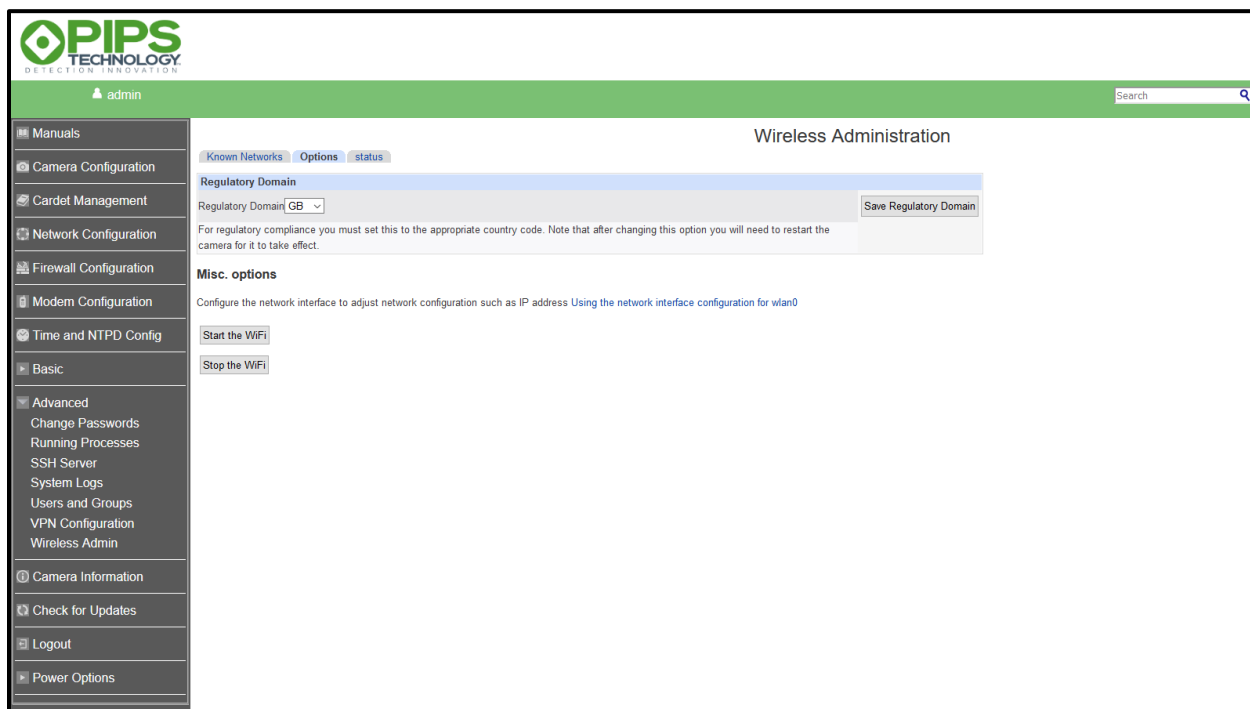 PIPS
TECHNOLOGY
DETECTION INNOVATION
admin
Search
Manuals
Camera Configuration
Cardet Management
Network Configuration
Firewall Configuration
Modem Configuration
Time and NTPD Config
Basic
Advanced
Change Passwords
Running Processes
SSH Server
System Logs
Users and Groups
VPN Configuration
Wireless Admin
Camera Information
Check for Updates
Logout
Power Options
Wireless Administration
Known Networks Options status
Regulatory Domain
Regulatory Domain GB Save Regulatory Domain
For regulatory compliance you must set this to the appropriate country code. Note that after changing this option you will need to restart the
camera for it to take effect.
Misc. options
Configure the network interface to adjust network configuration such as IP address Using the network interface configuration for wlan0
Start the WiFi
Stop the WiFi